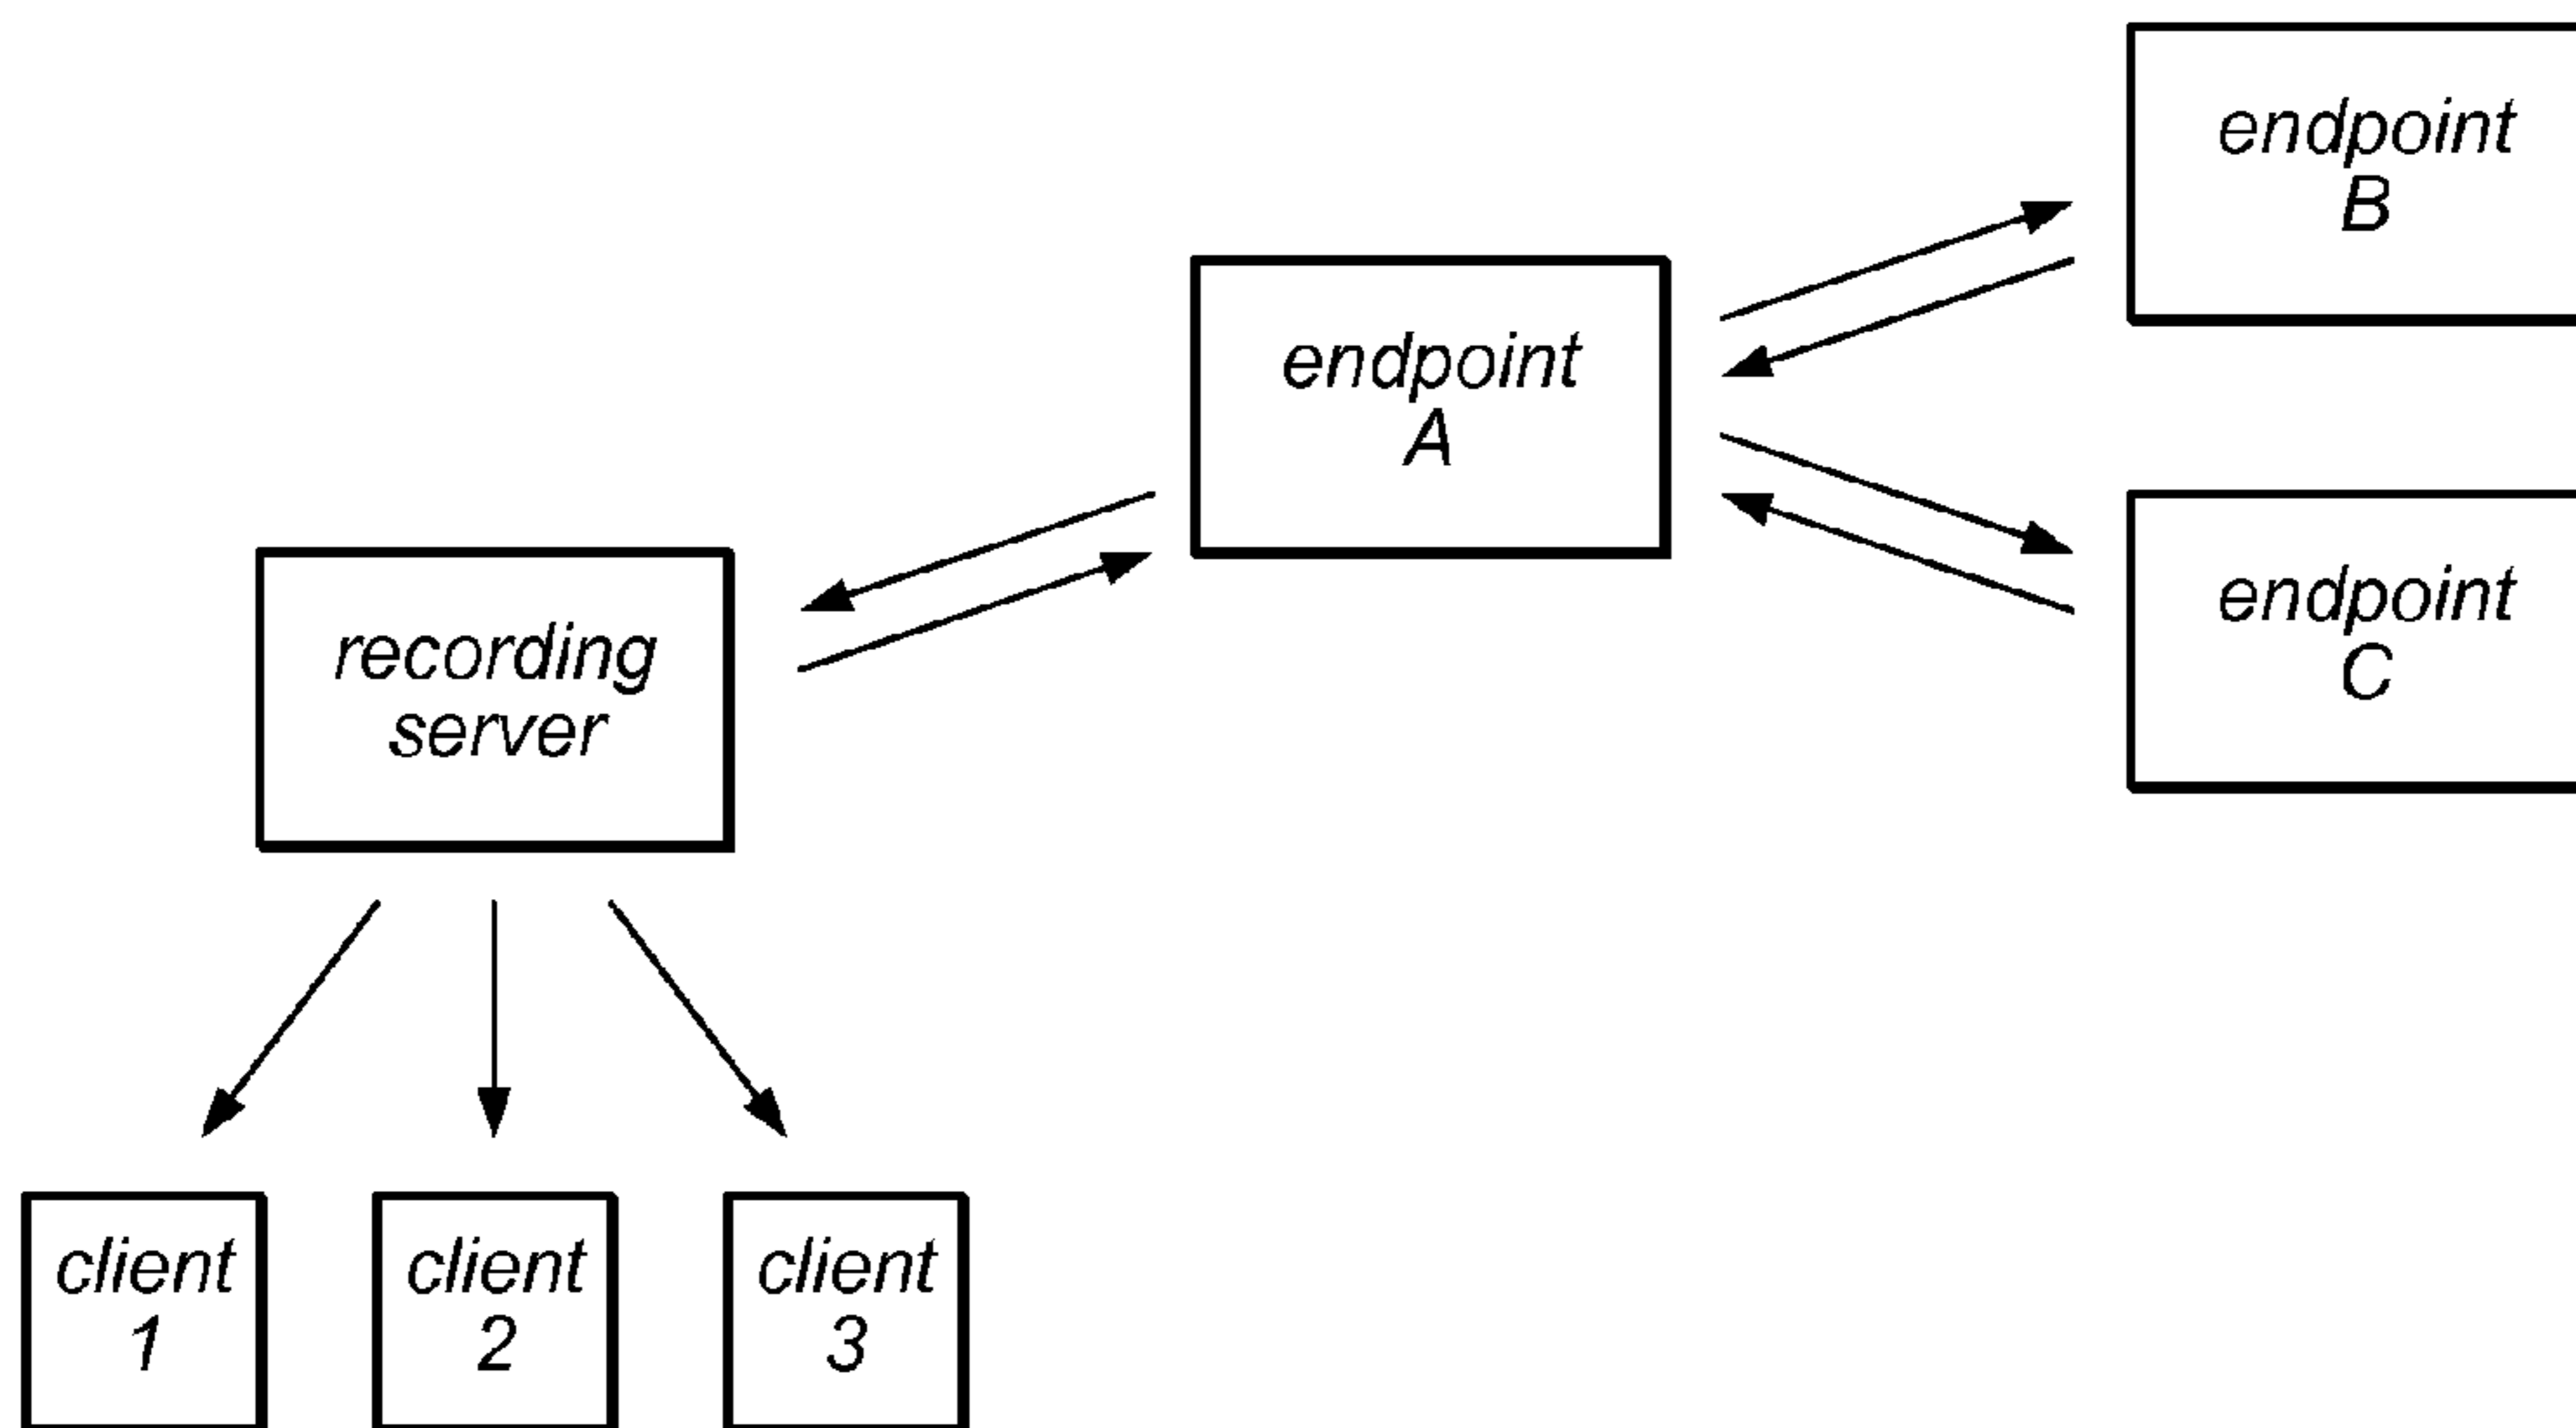 endpoint
B
endpoint
A
endpoint
C
recording
server
client
1
client
2
client
3